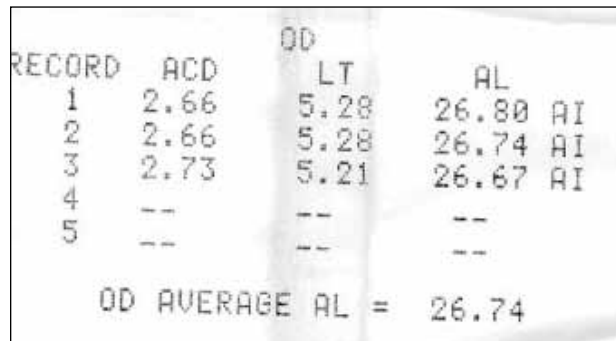 OD
RECORD ACD LT AL
1 2.66 5.28 26.80 AI
2 2.66 5.28 26.74 AI
3 2.73 5.21 26.67 AI
4 -- -- --
5 -- -- --
OD AVERAGE AL = 26.74